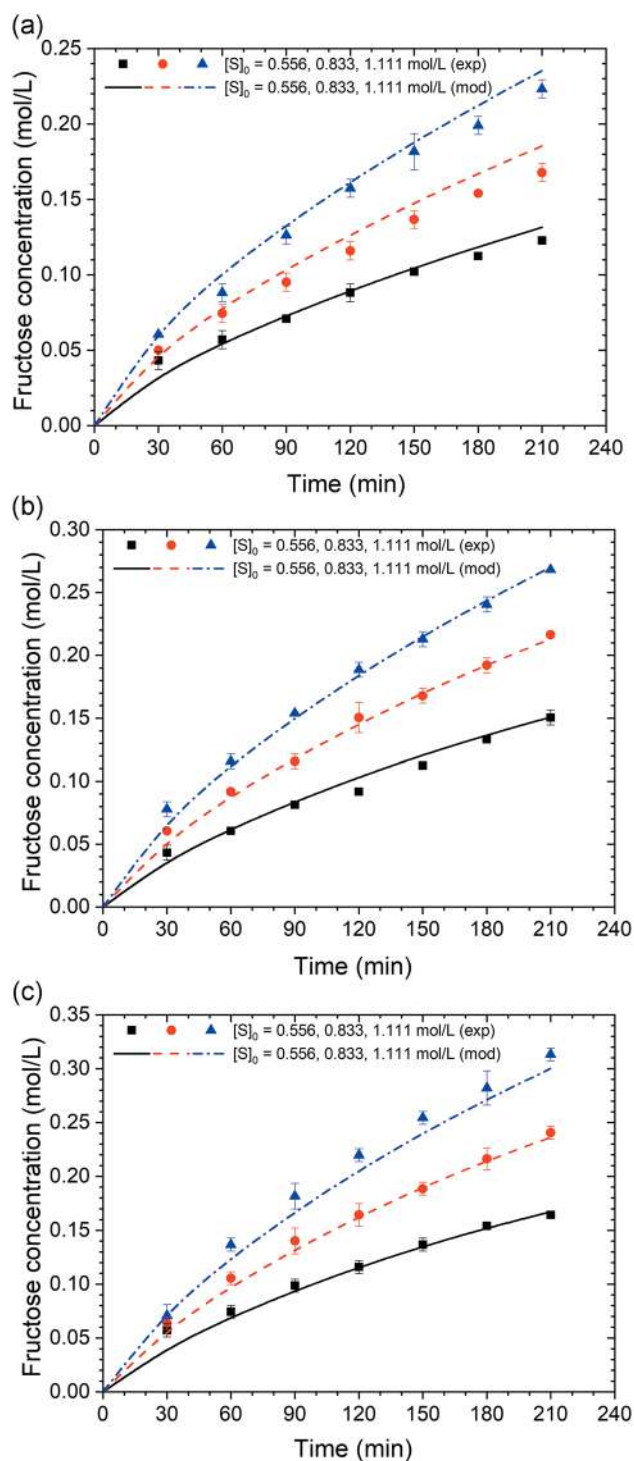 (a)
0.25
[S]₀ = 0.556, 0.833, 1.111 mol/L (exp)
[S]₀ = 0.556, 0.833, 1.111 mol/L (mod)
0.20
0.15
0.10
0.05
0.00
Fructose concentration (mol/L)
0 30 60 90 120 150 180 210 240
Time (min)
(b)
0.30
[S]₀ = 0.556, 0.833, 1.111 mol/L (exp)
[S]₀ = 0.556, 0.833, 1.111 mol/L (mod)
0.25
0.20
0.15
0.10
0.05
0.00
Fructose concentration (mol/L)
0 30 60 90 120 150 180 210 240
Time (min)
(c)
0.35
[S]₀ = 0.556, 0.833, 1.111 mol/L (exp)
[S]₀ = 0.556, 0.833, 1.111 mol/L (mod)
0.30
0.25
0.20
0.15
0.10
0.05
0.00
Fructose concentration (mol/L)
0 30 60 90 120 150 180 210 240
Time (min)